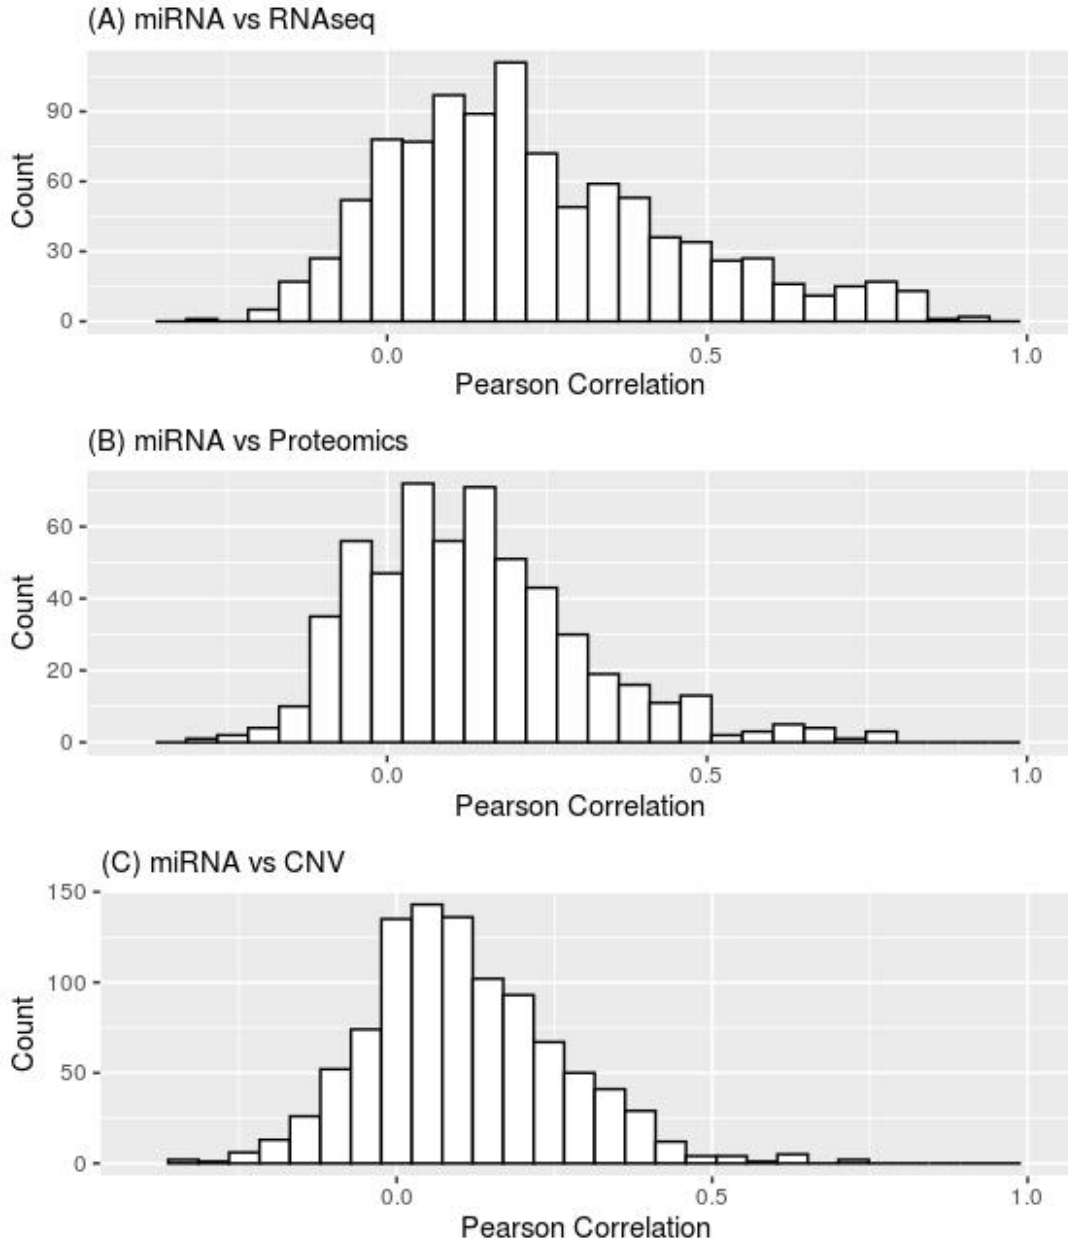 (A) miRNA vs RNAseq
90
60
30
0
Count
0.0 0.5 1.0
Pearson Correlation
(B) miRNA vs Proteomics
60
40
20
0
Count
0.0 0.5 1.0
Pearson Correlation
(C) miRNA vs CNV
150
100
50
0
Count
0.0 0.5 1.0
Pearson Correlation